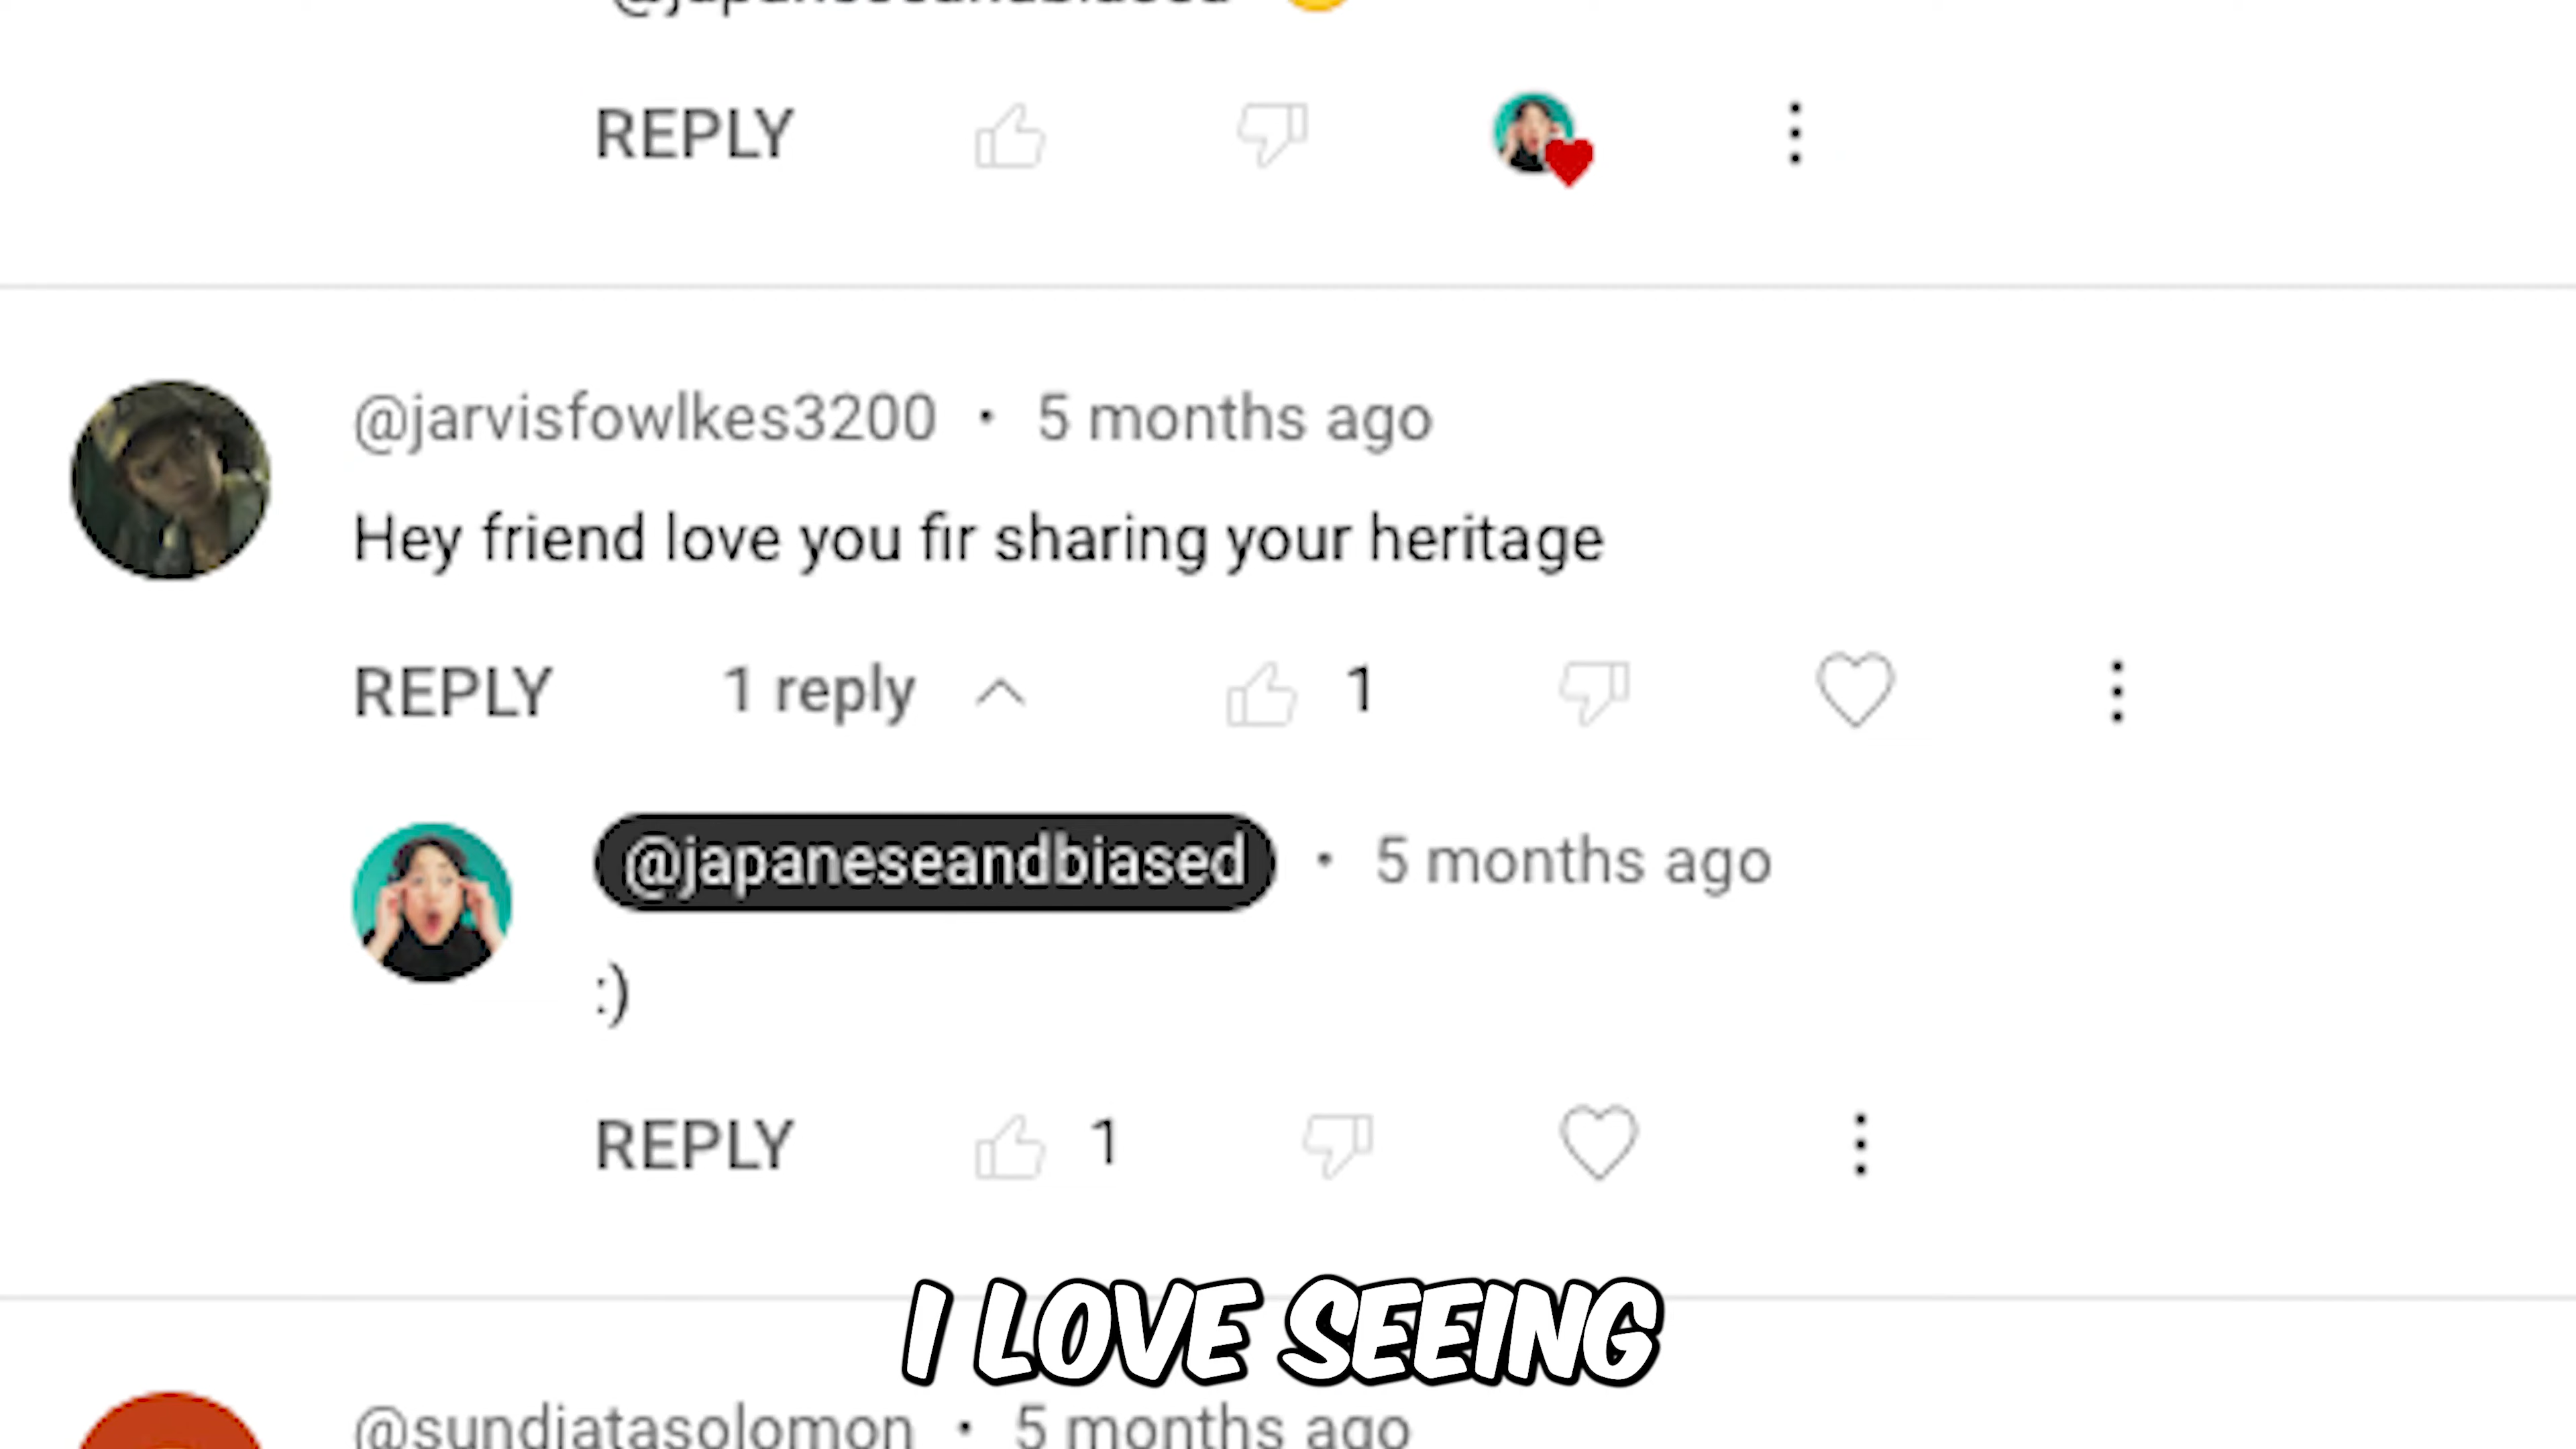 @japaneseandbiased
REPLY
@jarvisfowlkes3200 · 5 months ago
Hey friend love you fir sharing your heritage
REPLY 1 reply 1
@japaneseandbiased · 5 months ago
:)
REPLY 1
I LOVE SEEING
@sundiatasolomon · 5 months ago